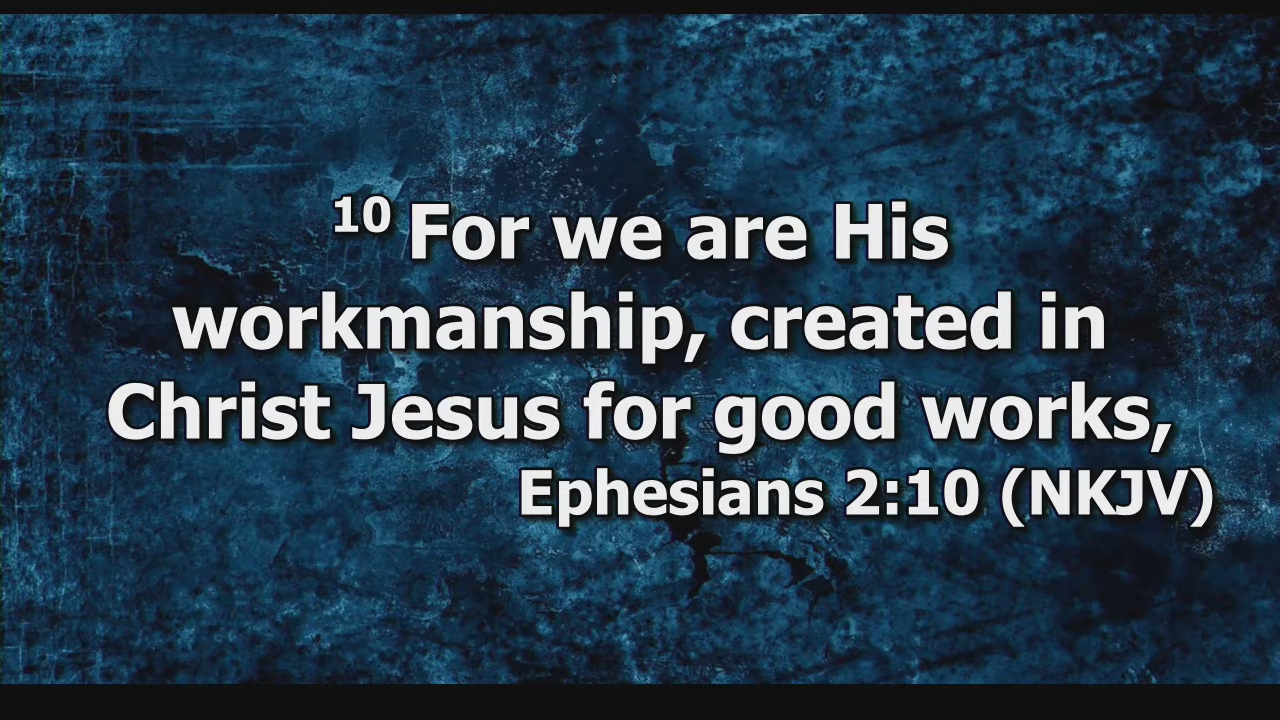 10 For we are His
workmanship, created in
Christ Jesus for good works,
Ephesians 2:10 (NKJV)